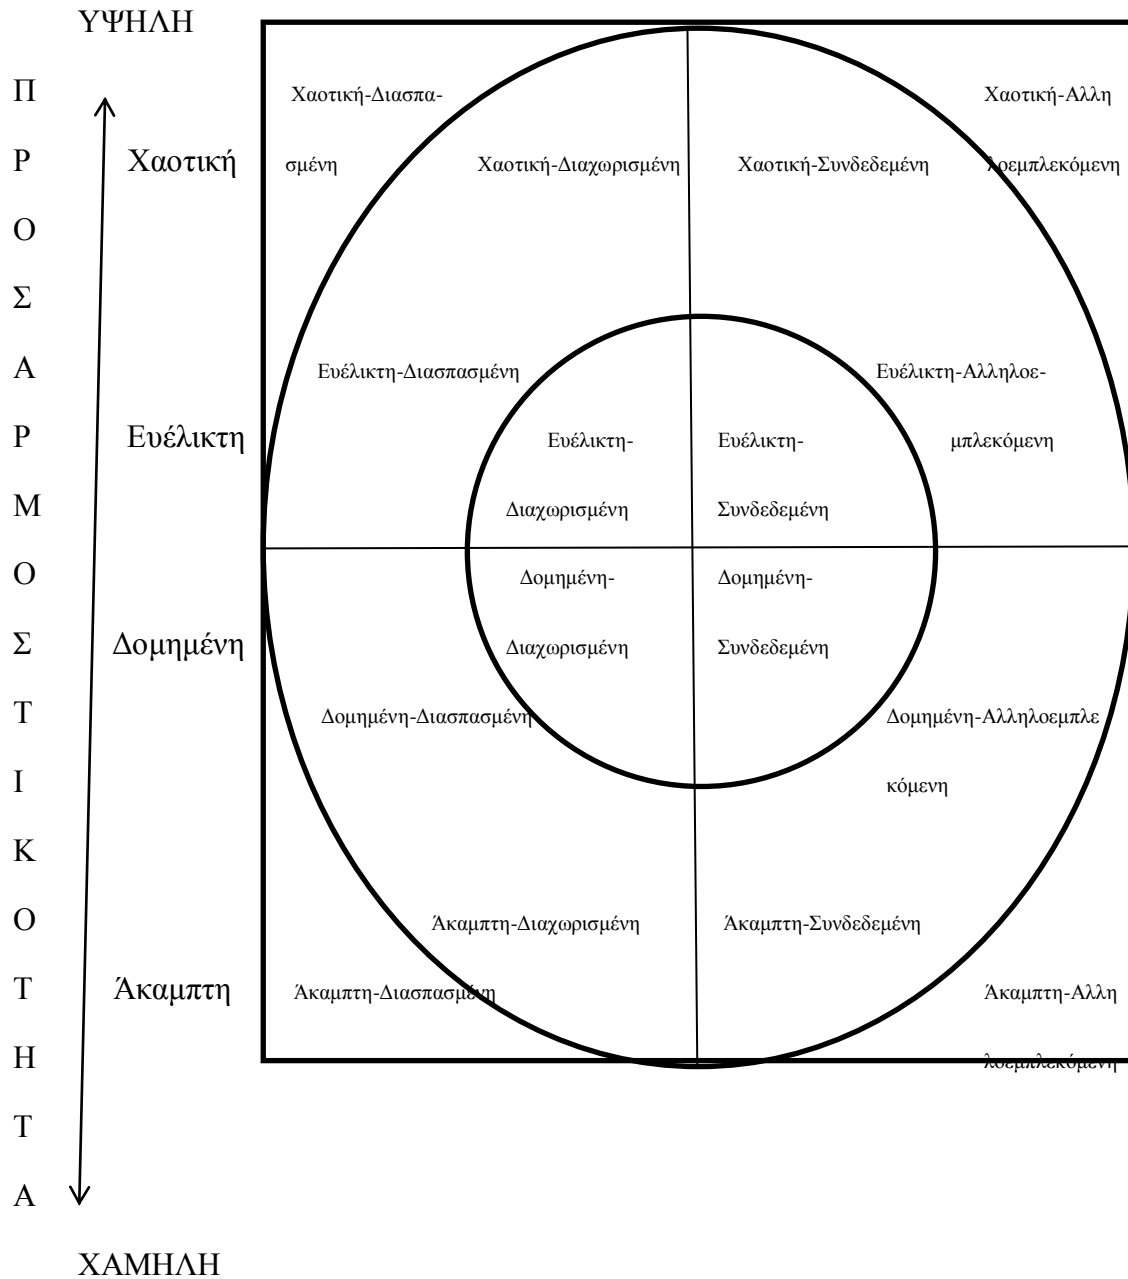 ΥΨΗΛΗ
Π Χαοτική-Διασπα- Χαοτική-Αλλη
Ρ Χαοτική σμένη Χαοτική-Διαχωρισμένη Χαοτική-Συνδεδεμένη λοεμπλεκόμενη
Ο
Σ
Α Ευέλικτη-Διασπασμένη Ευέλικτη-Αλληλοε-
Ρ Ευέλικτη Ευέλικτη- Ευέλικτη- μπλεκόμενη
Μ Διαχωρισμένη Συνδεδεμένη
Ο Δομημένη- Δομημένη-
Σ Δομημένη Διαχωρισμένη Συνδεδεμένη
Τ Δομημένη-Διασπασμένη Δομημένη-Αλληλοεμπλε
Ι κόμενη
Κ
Ο Άκαμπτη-Διαχωρισμένη Άκαμπτη-Συνδεδεμένη
Τ Άκαμπτη Άκαμπτη-Διασπασμένη Άκαμπτη-Αλλη
Η λοεμπλεκόμενη
Τ
Α
ΧΑΜΗΛΗ